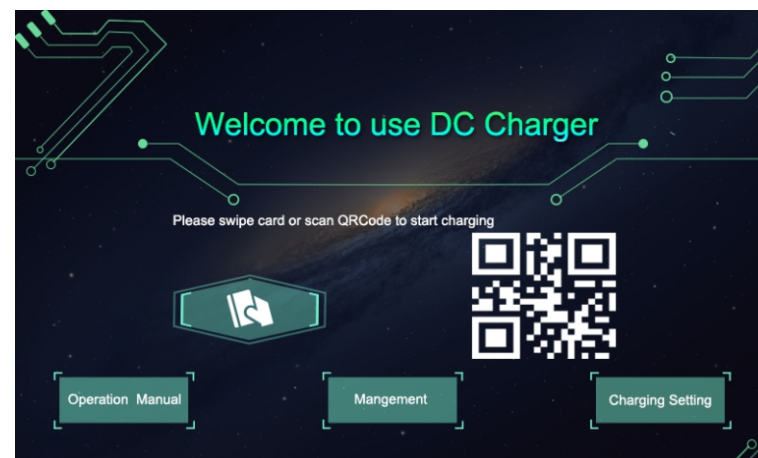 Welcome to use DC Charger
Please swipe card or scan QRCode to start charging
Operation Manual
Mangement
Charging Setting